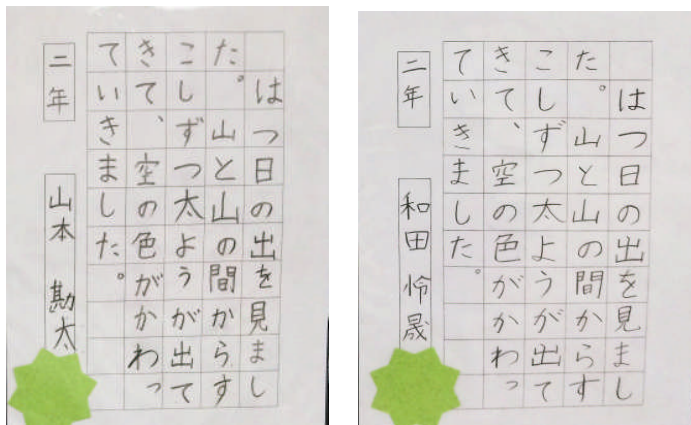 はつ日の出を見まし
た。山と山の間からす
こしずつ太ようが出て
きて、空の色がかわっ
ていきました。
二年 山本 勘太
はつ日の出を見まし
た。山と山の間からす
こしずつ太ようが出て
きて、空の色がかわっ
ていきました。
二年 和田 怜晟